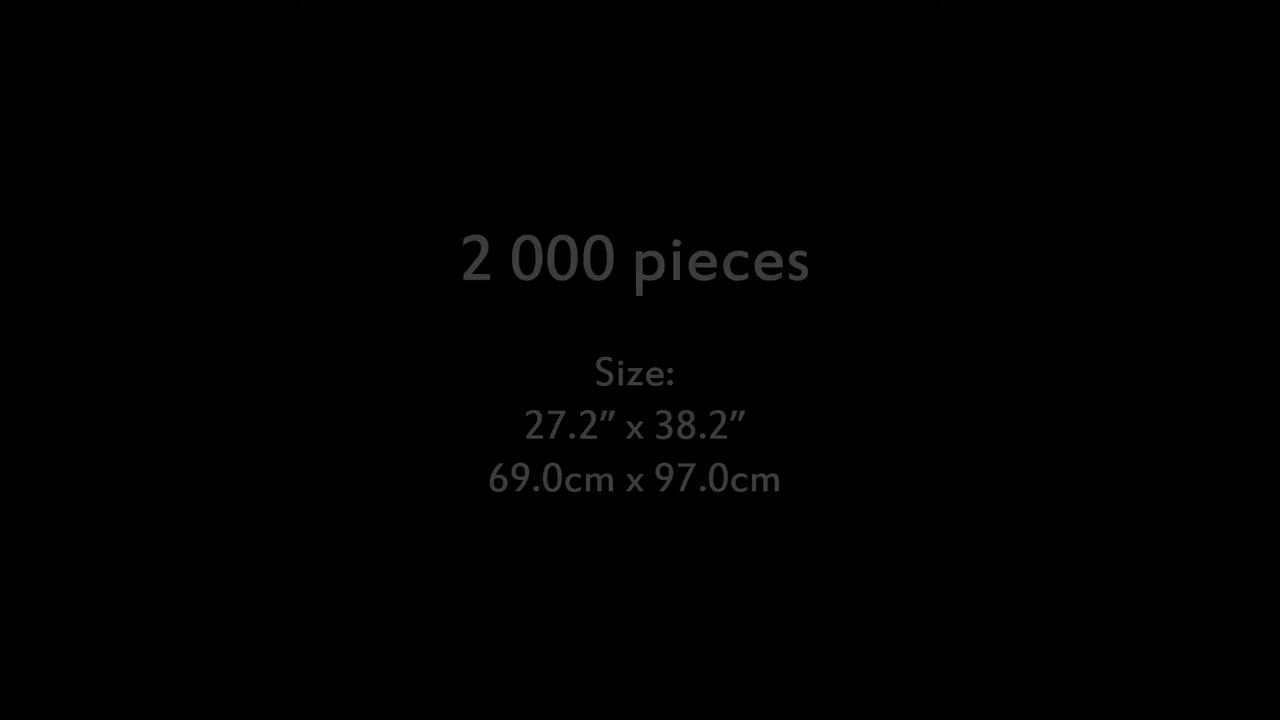 2 000 pieces
Size:
27.2” x 38.2”
69.0cm x 97.0cm